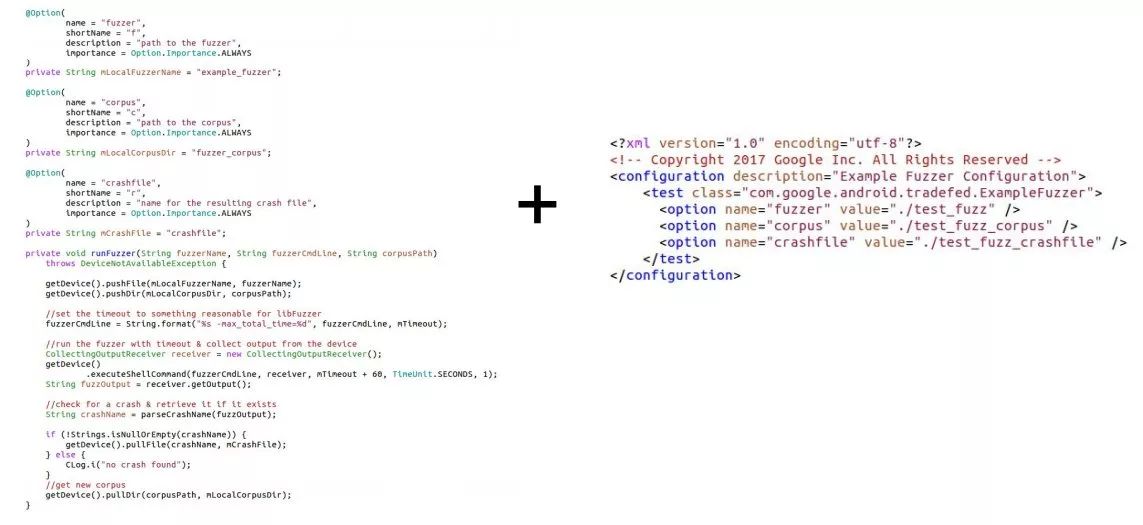 @Option(
name = "fuzzer",
shortName = "f",
description = "path to the fuzzer",
importance = Option.Importance.ALWAYS
)
private String mLocalFuzzerName = "example_fuzzer";
@Option(
name = "corpus",
shortName = "c",
description = "path to the corpus",
importance = Option.Importance.ALWAYS
)
private String mLocalCorpusDir = "fuzzer_corpus";
@Option(
name = "crashfile",
shortName = "r",
description = "name for the resulting crash file",
importance = Option.Importance.ALWAYS
)
private String mCrashFile = "crashfile";
private void runFuzzer(String fuzzerName, String fuzzerCmdLine, String corpusPath)
throws DeviceNotAvailableException {
getDevice().pushFile(mLocalFuzzerName, fuzzerName);
getDevice().pushDir(mLocalCorpusDir, corpusPath);
//set the timeout to something reasonable for libFuzzer
fuzzerCmdLine = String.format("%s -max_total_time=%d", fuzzerCmdLine, mTimeout);
//run the fuzzer with timeout & collect output from the device
CollectingOutputReceiver receiver = new CollectingOutputReceiver();
getDevice()
.executeShellCommand(fuzzerCmdLine, receiver, mTimeout + 60, TimeUnit.SECONDS, 1);
String fuzzOutput = receiver.getOutput();
//check for a crash & retrieve it if it exists
String crashName = parseCrashName(fuzzOutput);
if (!Strings.isNullOrEmpty(crashName)) {
getDevice().pullFile(crashName, mCrashFile);
} else {
CLog.i("no crash found");
}
//get new corpus
getDevice().pullDir(corpusPath, mLocalCorpusDir);
}
+
<?xml version="1.0" encoding="utf-8"?>
<!-- Copyright 2017 Google Inc. All Rights Reserved -->
<configuration description="Example Fuzzer Configuration">
<test class="com.google.android.tradefed.ExampleFuzzer">
<option name="fuzzer" value="./test_fuzz" />
<option name="corpus" value="./test_fuzz_corpus" />
<option name="crashfile" value="./test_fuzz_crashfile" />
</test>
</configuration>